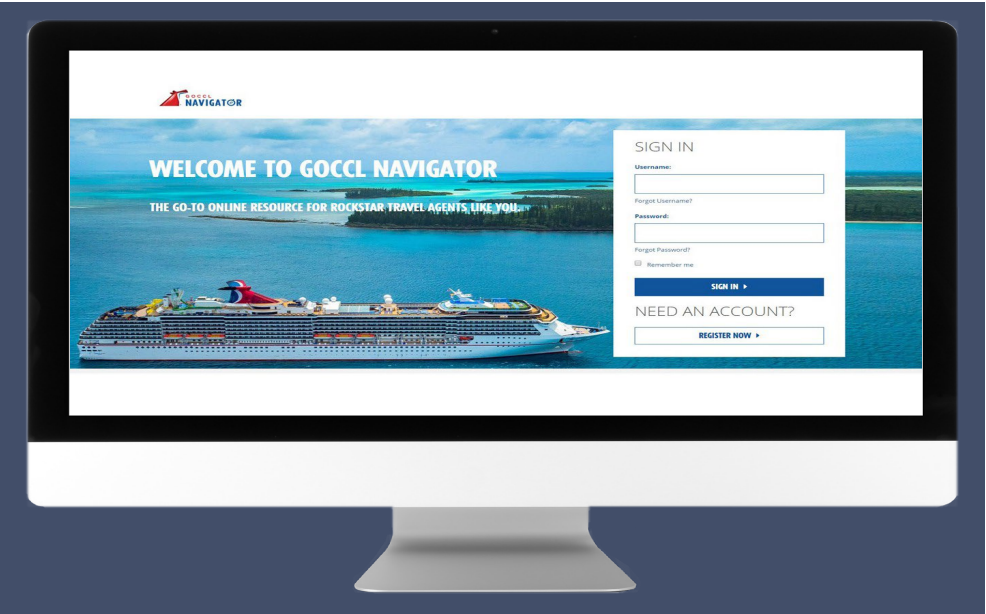 GOCCL
NAVIGATOR
WELCOME TO GOCCL NAVIGATOR
THE GO-TO ONLINE RESOURCE FOR ROCKSTAR TRAVEL AGENTS LIKE YOU.
SIGN IN
Username:
Forgot Username?
Password:
Forgot Password?
Remember me
SIGN IN
NEED AN ACCOUNT?
REGISTER NOW